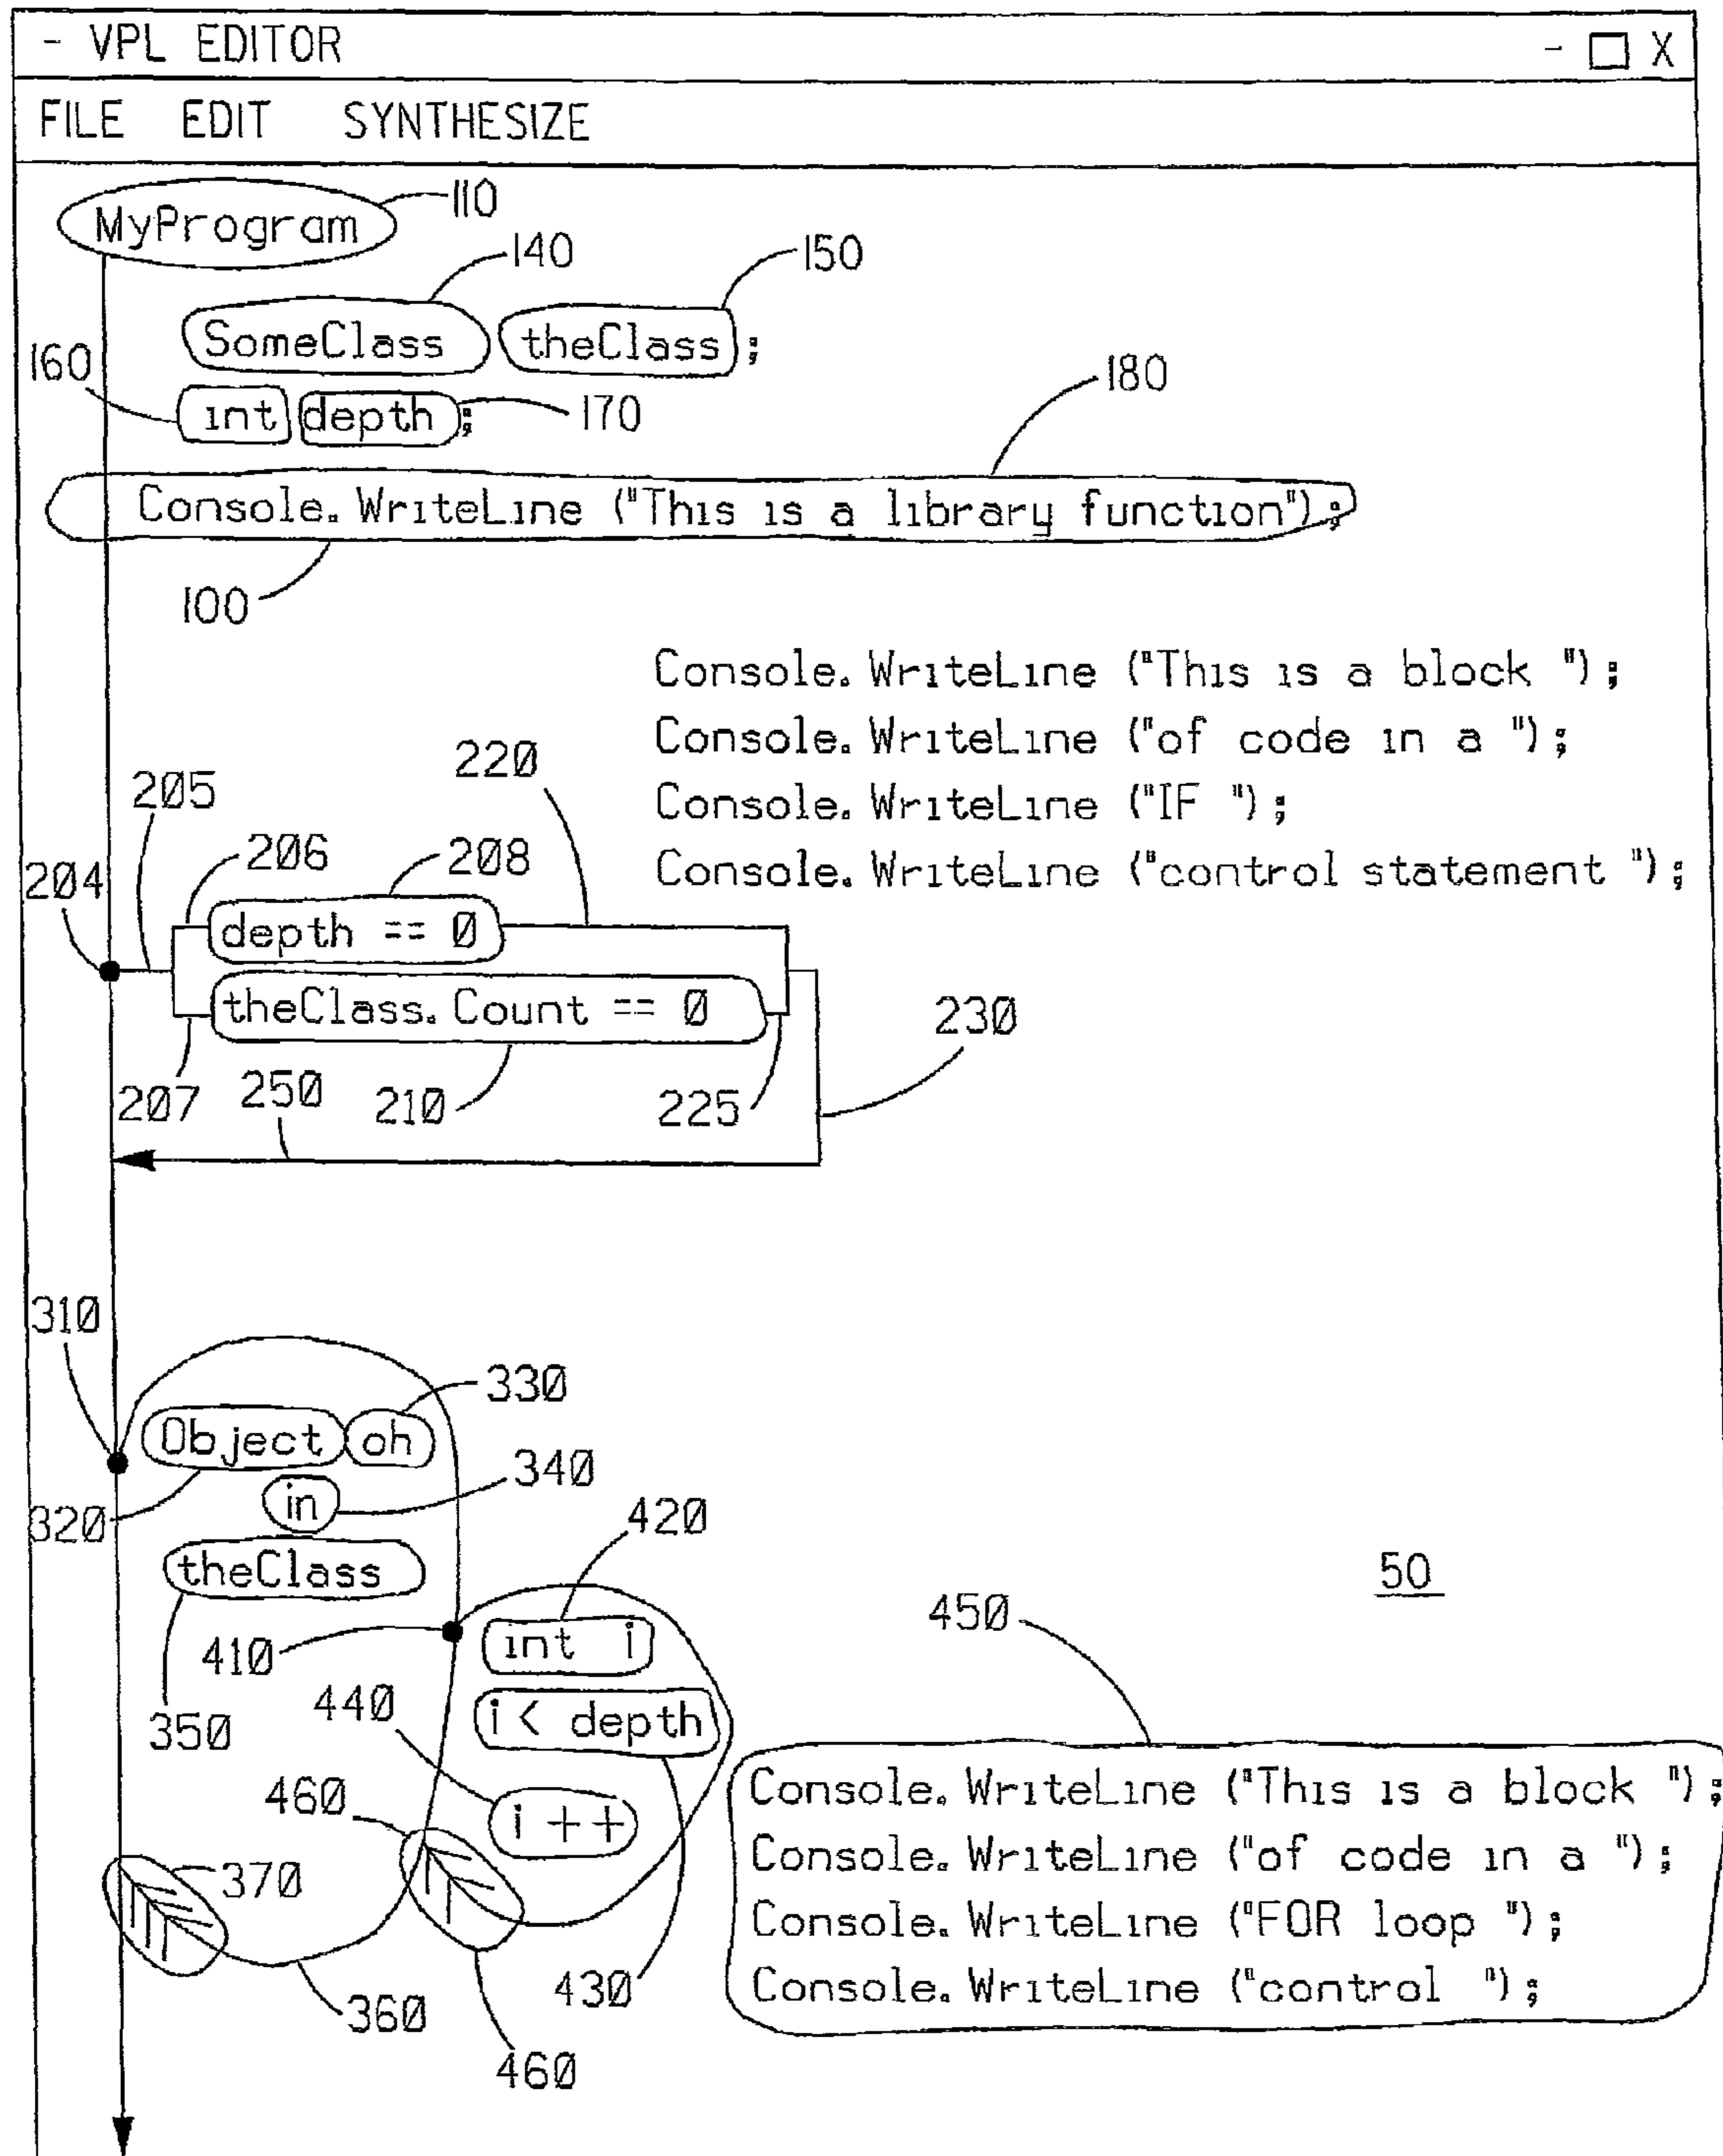 - VPL EDITOR - □ X
FILE EDIT SYNTHESIZE
MyProgram 110
140
150
SomeClass theClass;
160
180
int depth; 170
Console.WriteLine ("This is a library function");
100
Console.WriteLine ("This is a block ");
Console.WriteLine ("of code in a ");
Console.WriteLine ("IF ");
Console.WriteLine ("control statement ");
220
205
206 208
204
depth == 0
theClass.Count == 0
230
207 250 210 225
310
330
Object oh
340
in
320
420
theClass
50
450
410
int i
440
350
i < depth
460
i ++
Console.WriteLine ("This is a block ");
Console.WriteLine ("of code in a ");
Console.WriteLine ("FOR loop ");
Console.WriteLine ("control ");
370
430
360
460